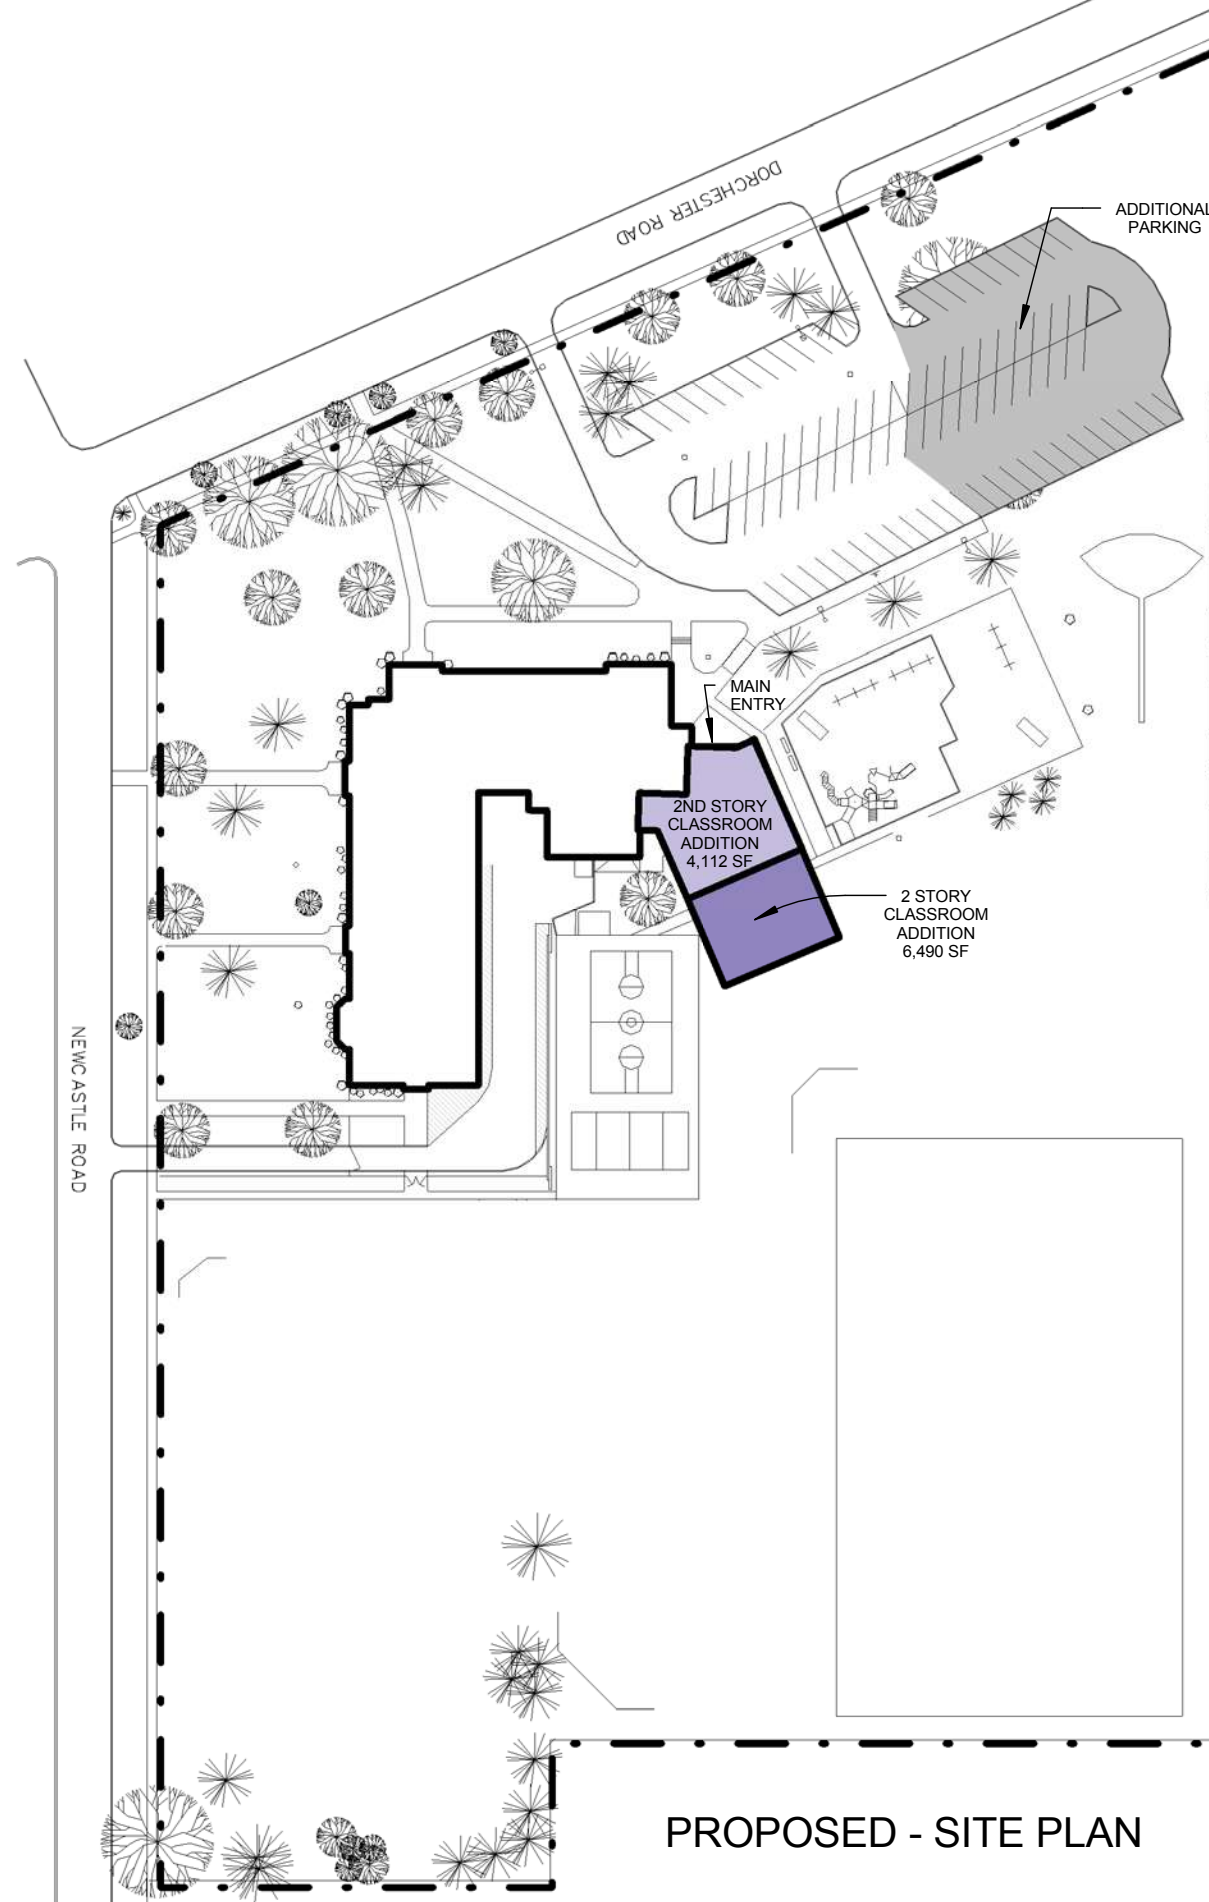 DORCHESTER ROAD
ADDITIONAL
PARKING
MAIN
ENTRY
2ND STORY
CLASSROOM
ADDITION
4,112 SF
2 STORY
CLASSROOM
ADDITION
6,490 SF
NEWCASTLE ROAD
PROPOSED - SITE PLAN